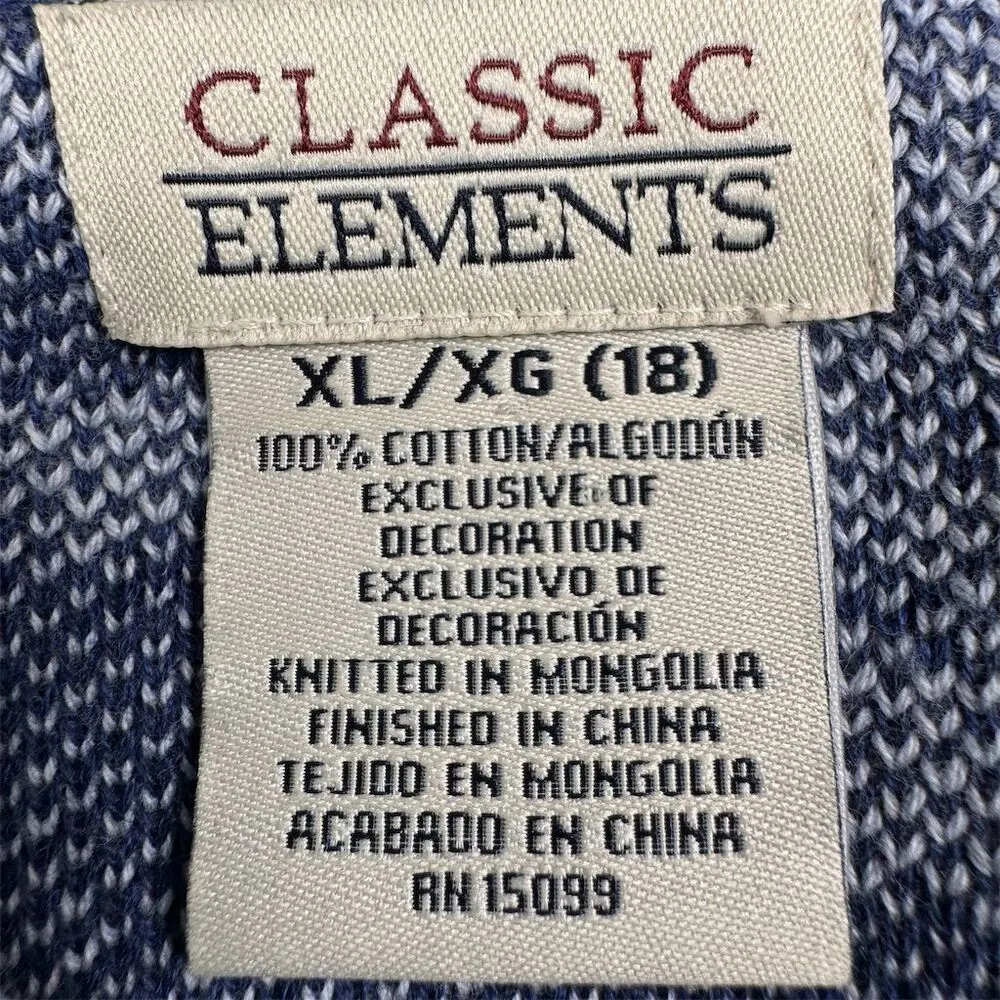 CLASSIC
ELEMENTS
XL/XG (18)
100% COTTON/ALGODÓN
EXCLUSIVE OF
DECORATION
EXCLUSIVO DE
DECORACIÓN
KNITTED IN MONGOLIA
FINISHED IN CHINA
TEJIDO EN MONGOLIA
ACABADO EN CHINA
RN 15099